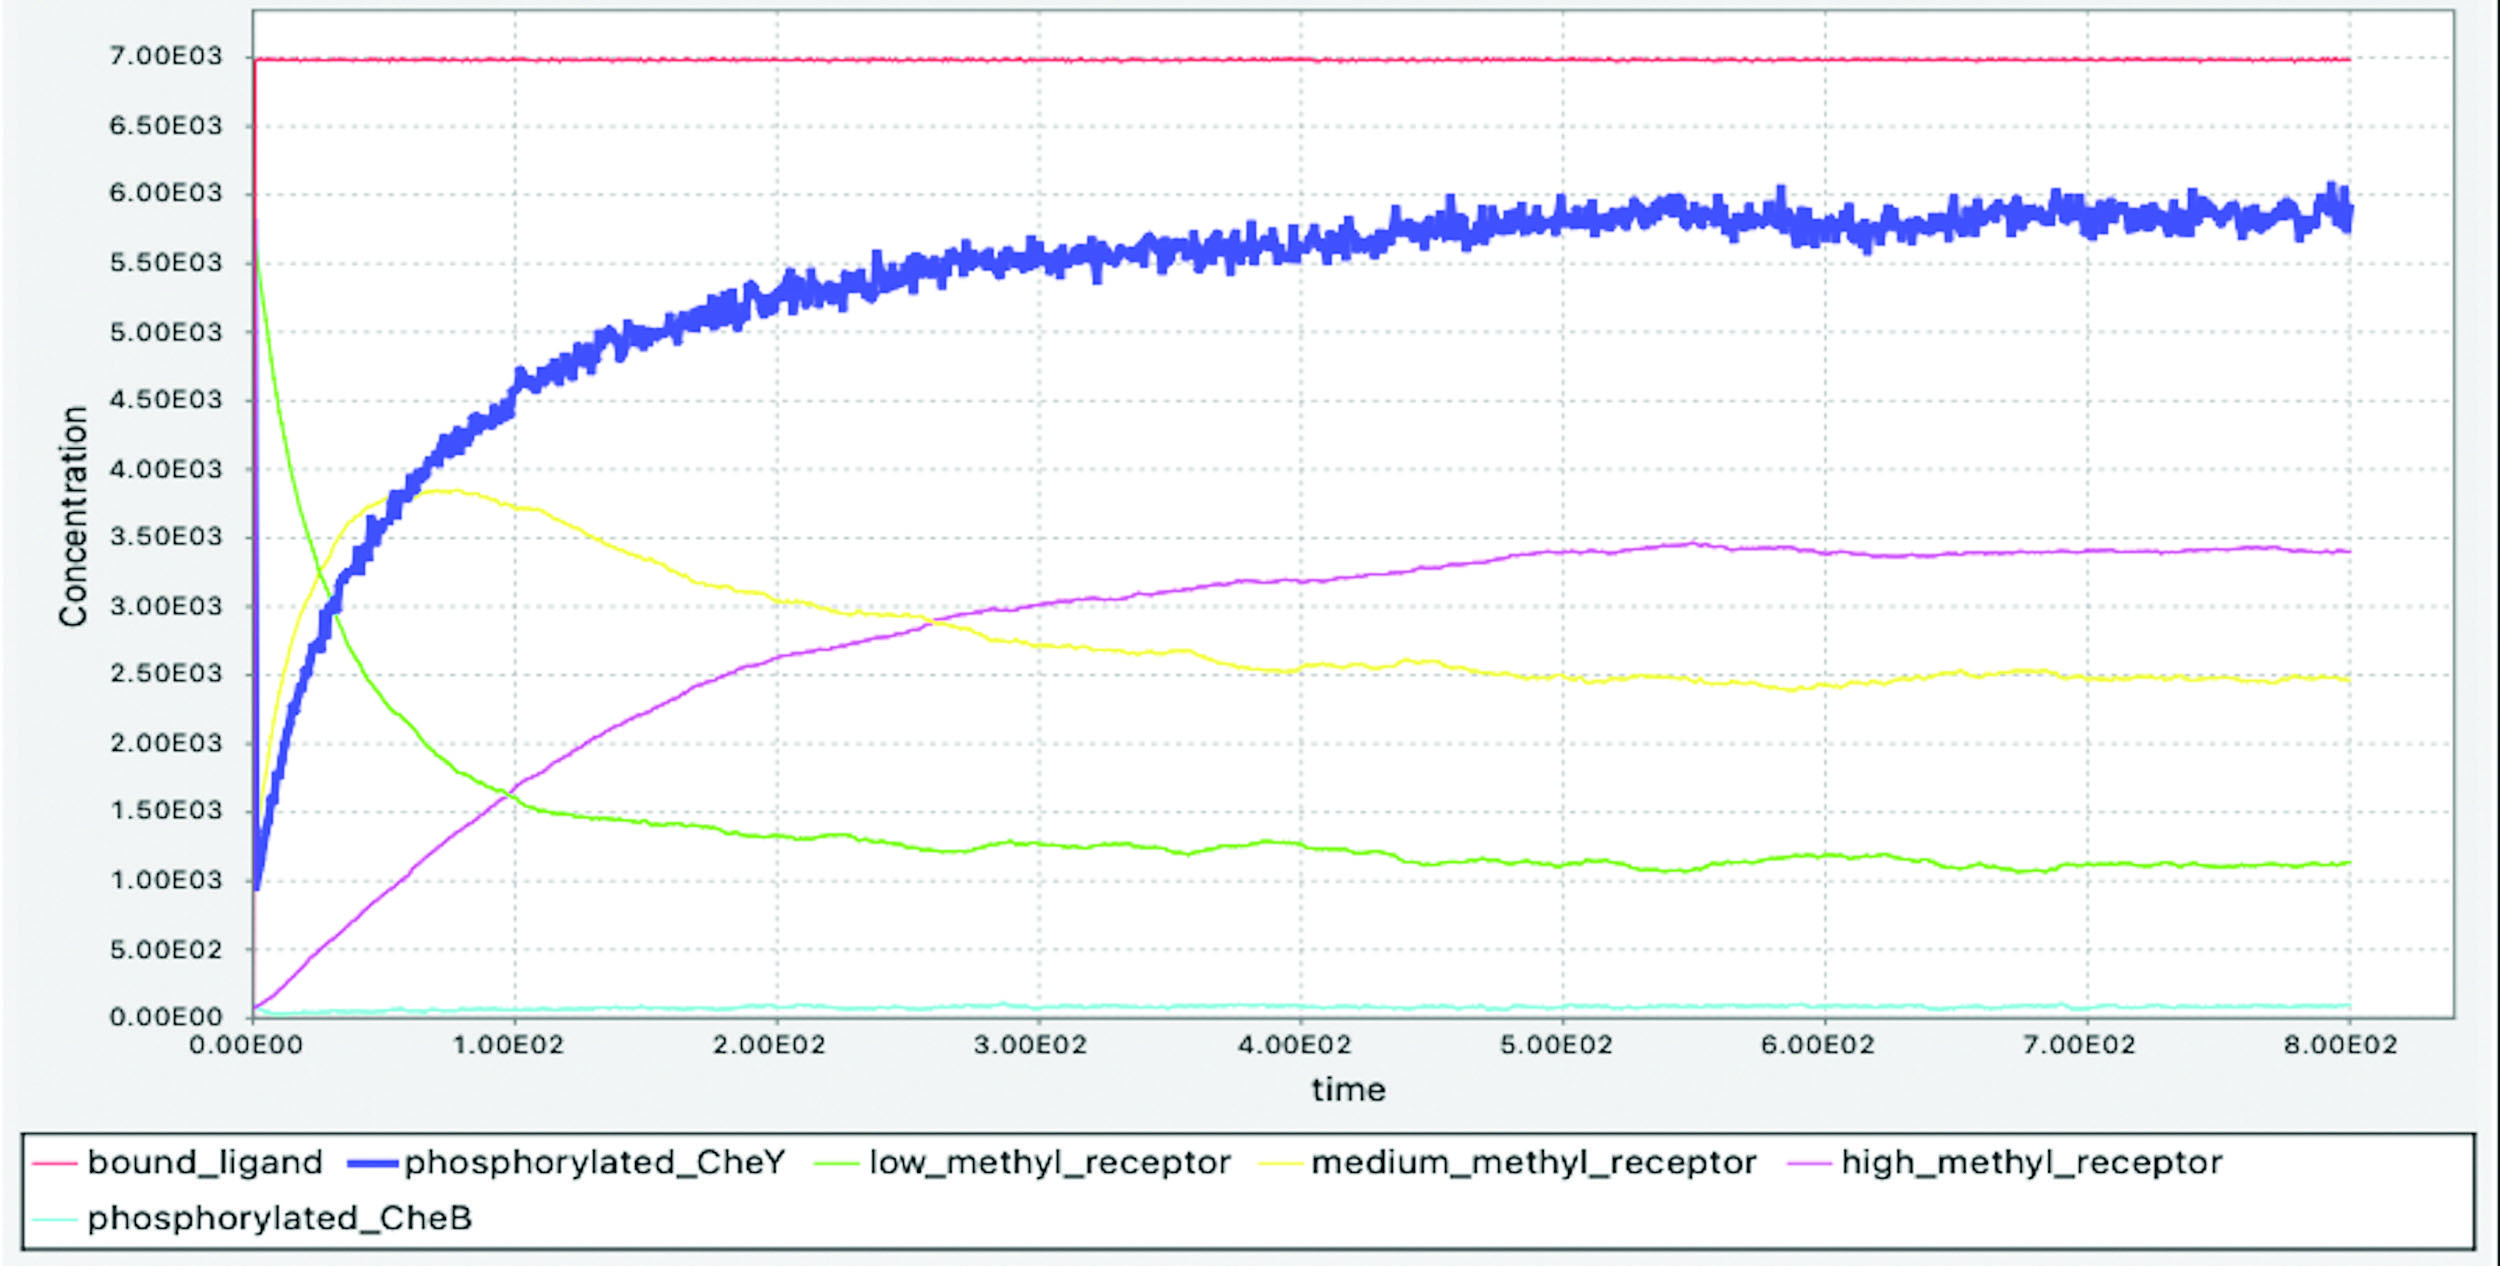 7.00E03
6.50E03
6.00E03
5.50E03
5.00E03
4.50E03
4.00E03
3.50E03
3.00E03
2.50E03
2.00E03
1.50E03
1.00E03
5.00E02
0.00E00
Concentration
0.00E00 1.00E02 2.00E02 3.00E02 4.00E02 5.00E02 6.00E02 7.00E02 8.00E02
time
bound_ligand phosphorylated_CheY low_methyl_receptor medium_methyl_receptor high_methyl_receptor
phosphorylated_CheB